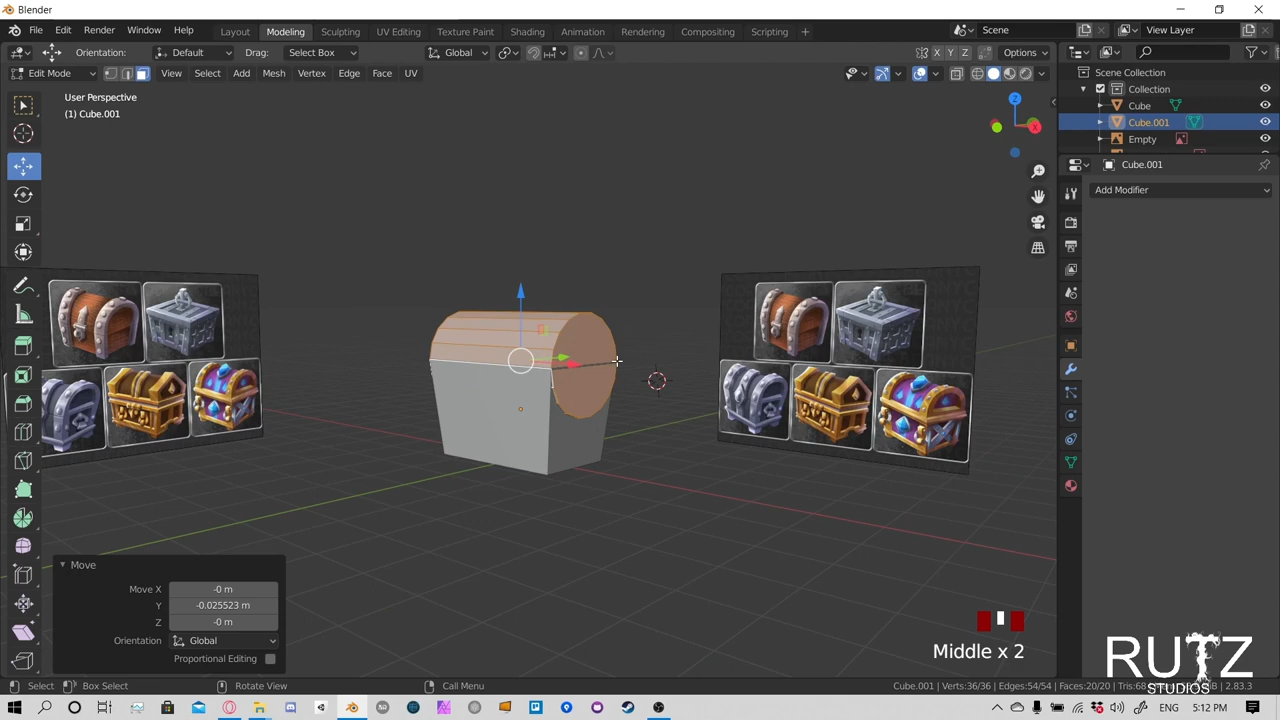 Blender
File Edit Render Window Help
Layout Modeling Sculpting UV Editing Texture Paint Shading Animation Rendering Compositing Scripting +
Scene
View Layer
Orientation: Default Drag: Select Box
Global
X Y Z Options
Edit Mode View Select Add Mesh Vertex Edge Face UV
User Perspective
(1) Cube.001
Z
X
Scene Collection
Collection
Cube
Cube.001
Empty
Cube.001
Add Modifier
Move
Move X -0 m
Y -0.025523 m
Z -0 m
Orientation Global
Proportional Editing
Middle x 2
RUTZ
STUDIOS
Select Box Select Rotate View Call Menu
Cube.001 | Verts:36/36 | Edges:54/54 | Faces:20/20 | Tris:68
| 2.83.3
5:12 PM